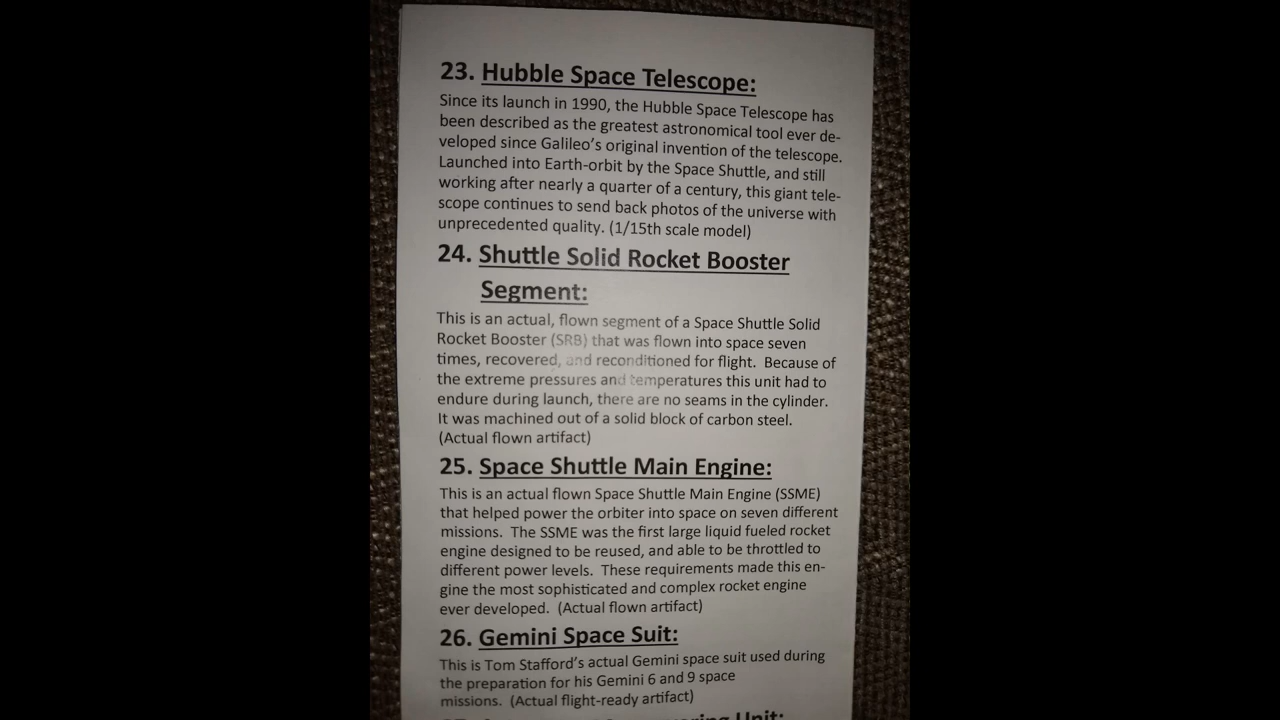 23. Hubble Space Telescope:
Since its launch in 1990, the Hubble Space Telescope has
been described as the greatest astronomical tool ever de-
veloped since Galileo's original invention of the telescope.
Launched into Earth-orbit by the Space Shuttle, and still
working after nearly a quarter of a century, this giant tele-
scope continues to send back photos of the universe with
unprecedented quality. (1/15th scale model)
24. Shuttle Solid Rocket Booster
Segment:
This is an actual, flown segment of a Space Shuttle Solid
Rocket Booster (SRB) that was flown into space seven
times, recovered, and reconditioned for flight. Because of
the extreme pressures and temperatures this unit had to
endure during launch, there are no seams in the cylinder.
It was machined out of a solid block of carbon steel.
(Actual flown artifact)
25. Space Shuttle Main Engine:
This is an actual flown Space Shuttle Main Engine (SSME)
that helped power the orbiter into space on seven different
missions. The SSME was the first large liquid fueled rocket
engine designed to be reused, and able to be throttled to
different power levels. These requirements made this en-
gine the most sophisticated and complex rocket engine
ever developed. (Actual flown artifact)
26. Gemini Space Suit:
This is Tom Stafford's actual Gemini space suit used during
the preparation for his Gemini 6 and 9 space
missions. (Actual flight-ready artifact)
Unit: